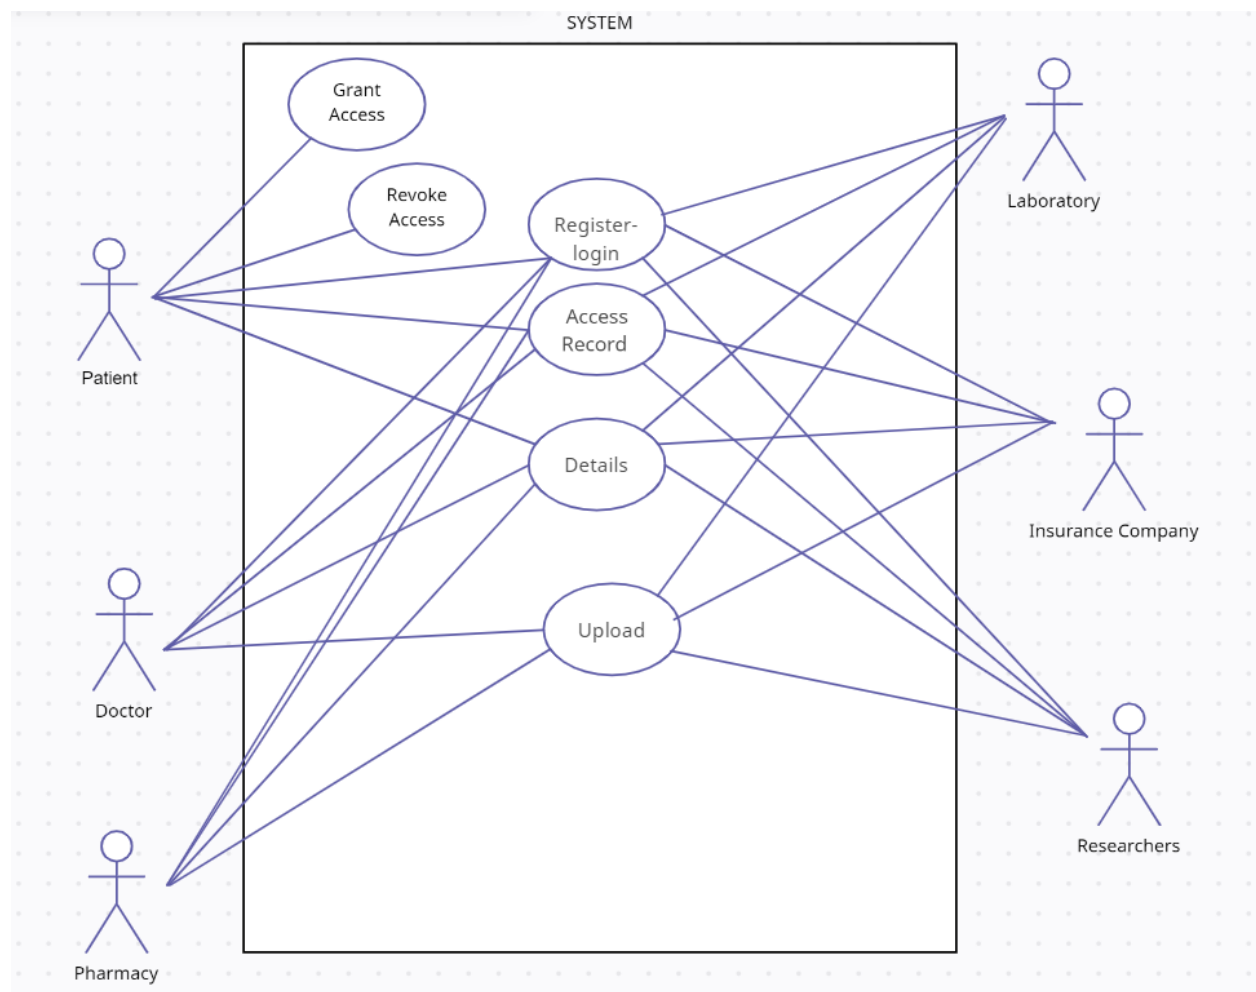 SYSTEM
Grant
Access
Revoke
Access
Register-
login
Access
Record
Details
Upload
Patient
Doctor
Pharmacy
Laboratory
Insurance Company
Researchers